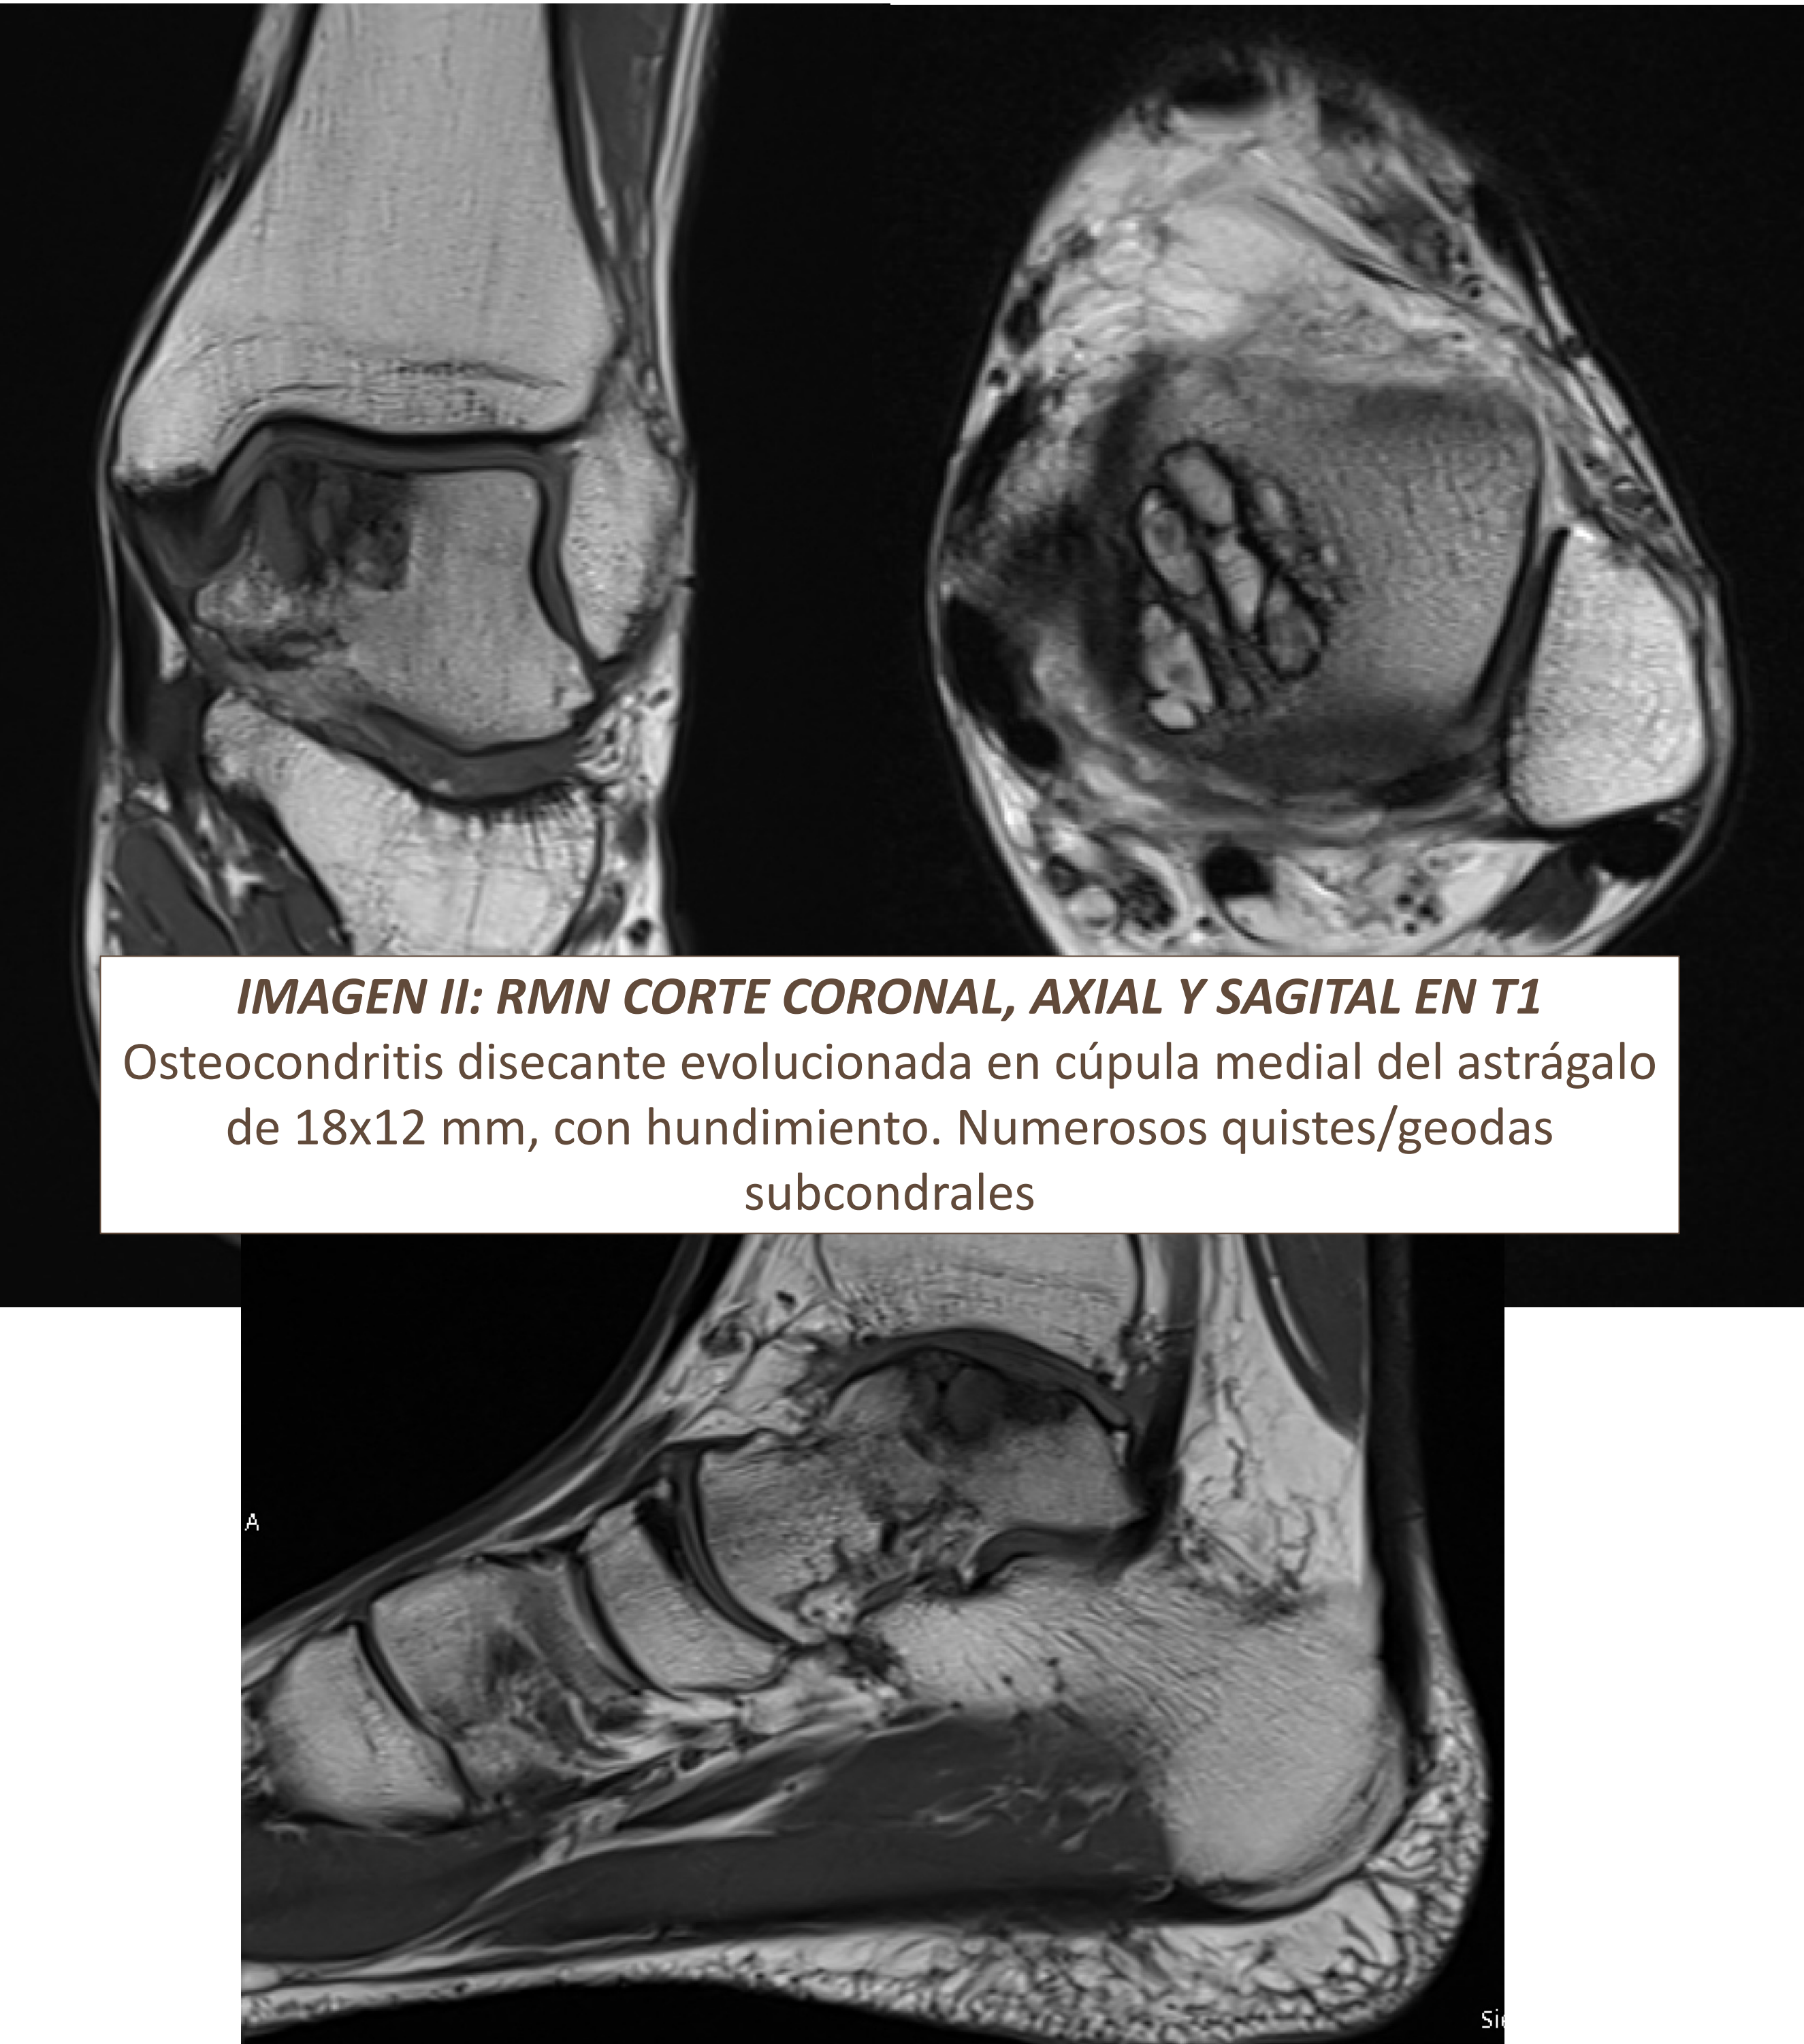 IMAGEN II: RMN CORTE CORONAL, AXIAL Y SAGITAL EN T1
Osteocondritis disecante evolucionada en cúpula medial del astrágalo
de 18x12 mm, con hundimiento. Numerosos quistes/geodas
subcondrales
A